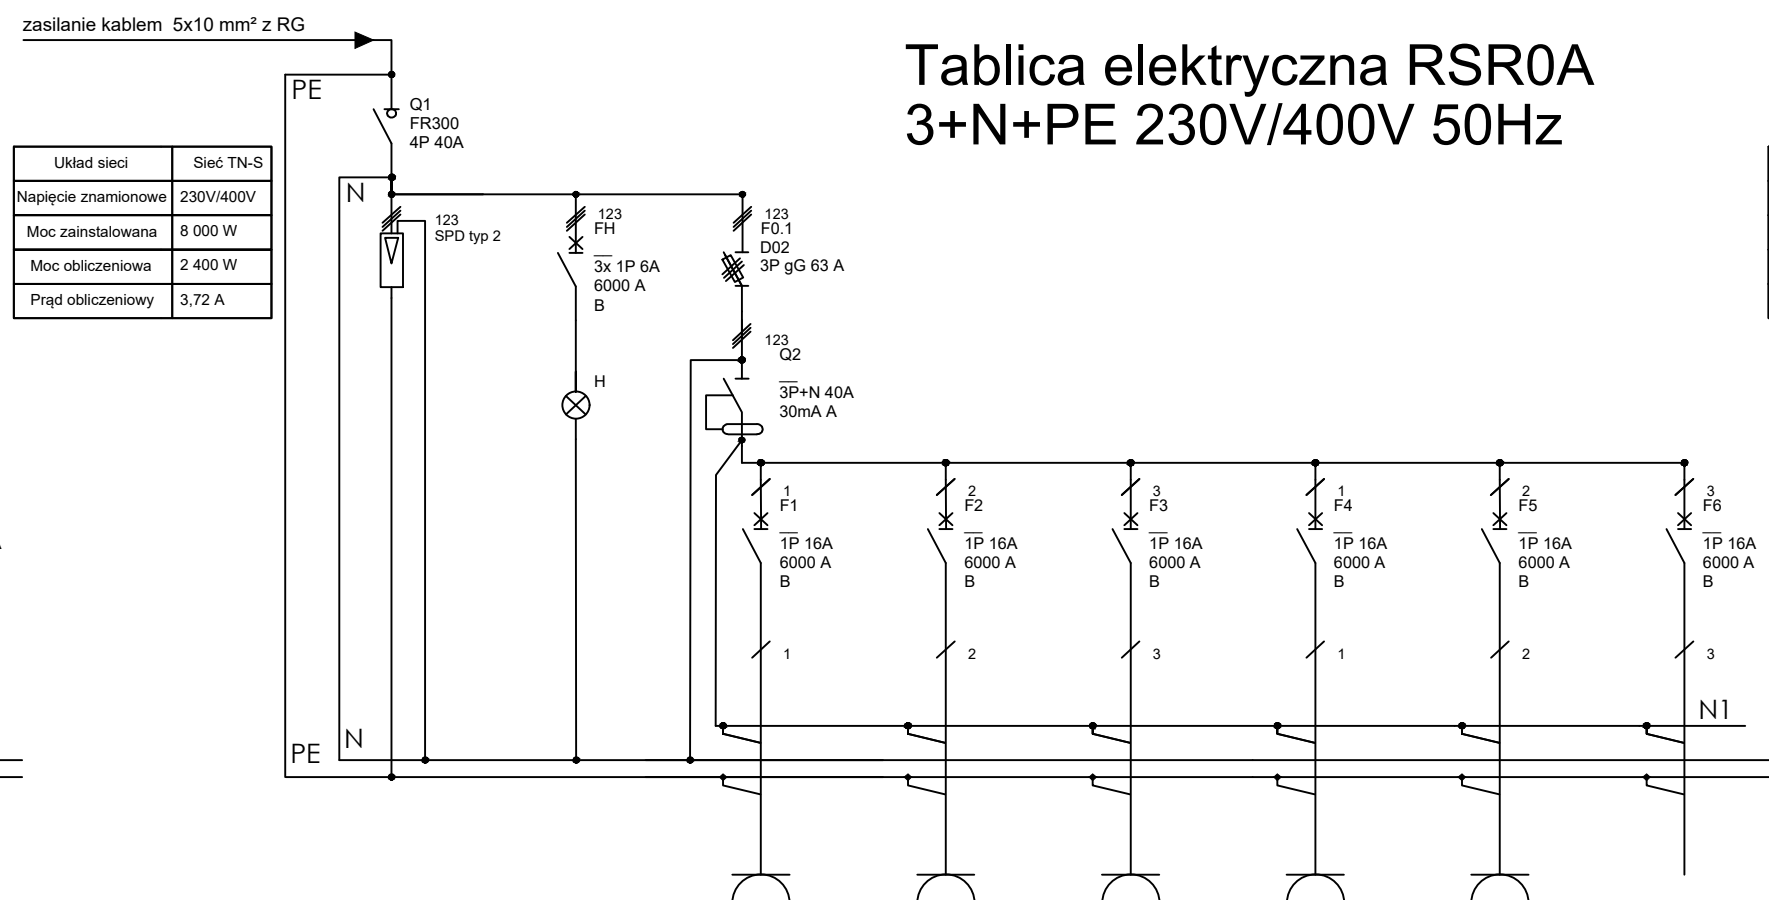 zasilanie kablem  5x10 mm² z RG
Tablica elektryczna RSR0A
3+N+PE 230V/400V 50Hz
PE
Q1
FR300
4P 40A
Układ sieci Sieć TN-S
Napięcie znamionowe 230V/400V
Moc zainstalowana 8 000 W
Moc obliczeniowa 2 400 W
Prąd obliczeniowy 3,72 A
N
123
SPD typ 2
123
FH
3x 1P 6A
6000 A
B
H
123
F0.1
D02
3P gG 63 A
123
Q2
3P+N 40A
30mA A
1
F1
1P 16A
6000 A
B
1
2
F2
1P 16A
6000 A
B
2
3
F3
1P 16A
6000 A
B
3
1
F4
1P 16A
6000 A
B
1
2
F5
1P 16A
6000 A
B
2
3
F6
1P 16A
6000 A
B
3
N1
N
PE